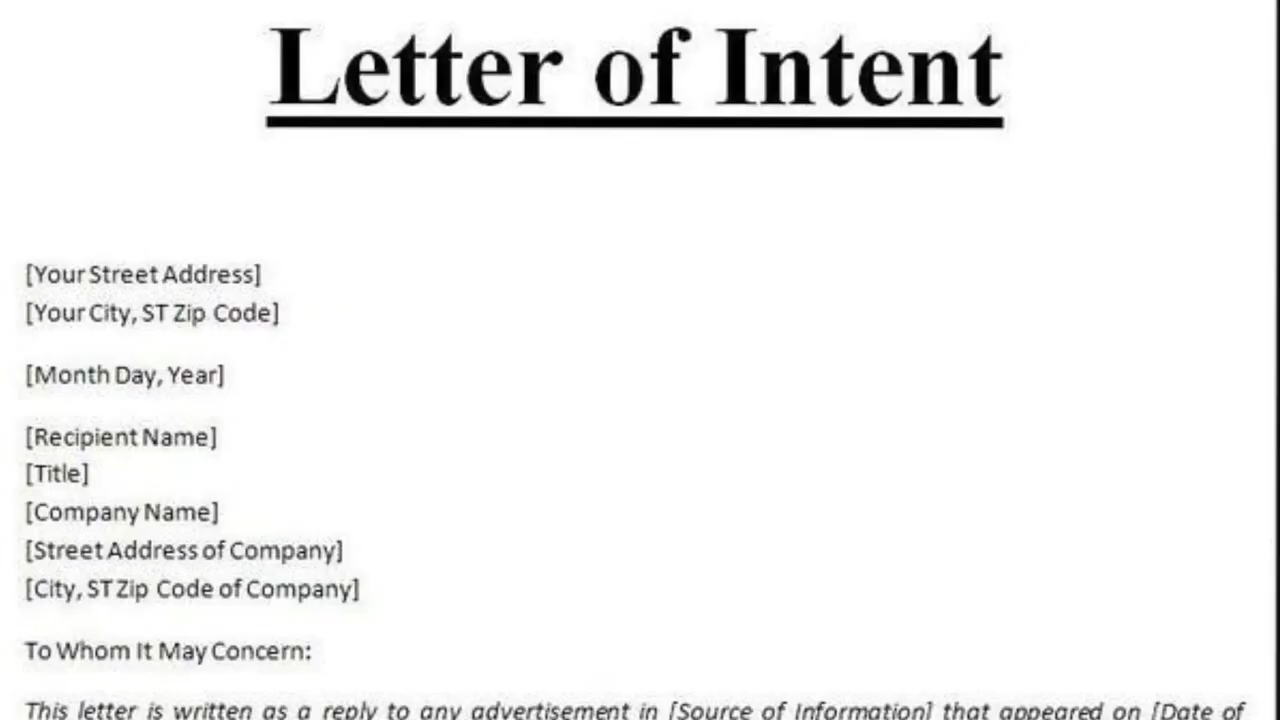 Letter of Intent
[Your Street Address]
[Your City, ST Zip Code]
[Month Day, Year]
[Recipient Name]
[Title]
[Company Name]
[Street Address of Company]
[City, ST Zip Code of Company]
To Whom It May Concern:
This letter is written as a reply to any advertisement in [Source of Information] that appeared on [Date of